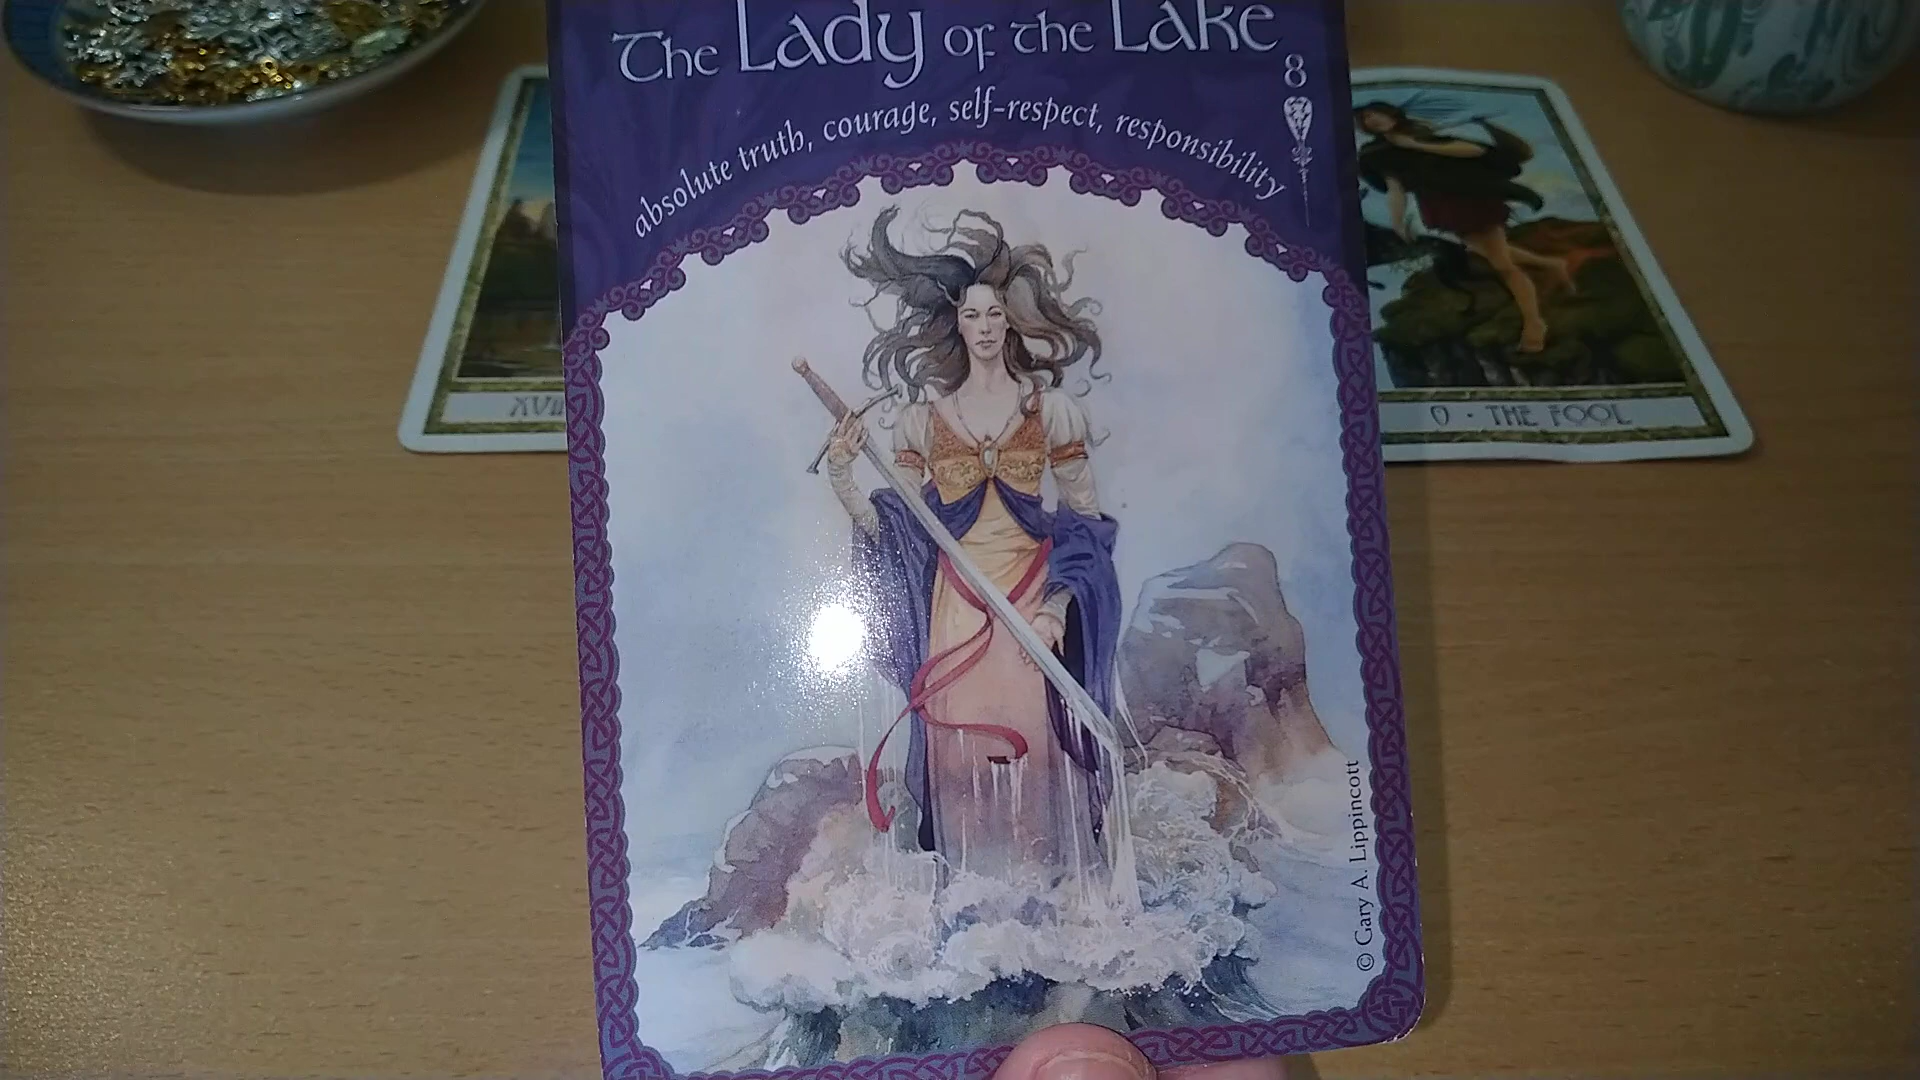 The Lady of the Lake
8
absolute truth, courage, self-respect, responsibility
0 · THE FOOL
© Gary A. Lippincott